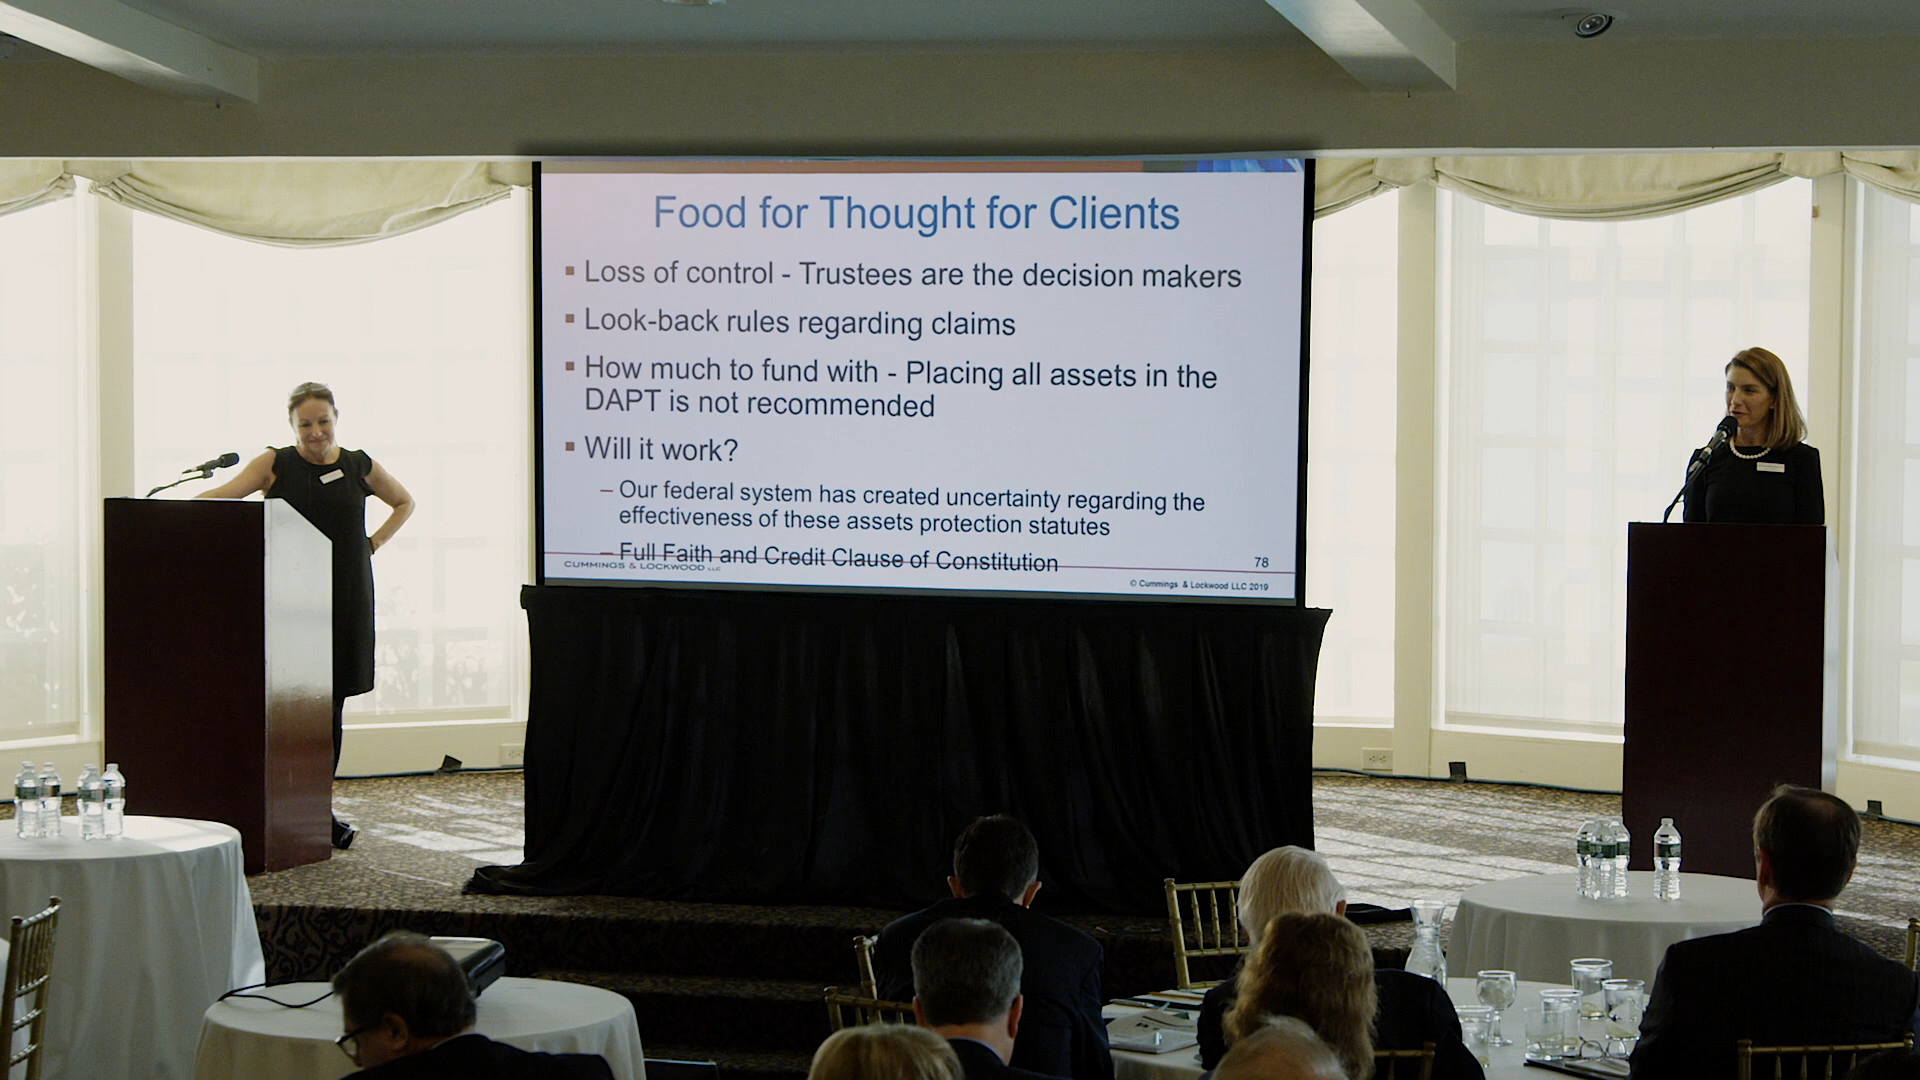 Food for Thought for Clients
▪ Loss of control - Trustees are the decision makers
▪ Look-back rules regarding claims
▪ How much to fund with - Placing all assets in the
DAPT is not recommended
▪ Will it work?
– Our federal system has created uncertainty regarding the
effectiveness of these assets protection statutes
– Full Faith and Credit Clause of Constitution
CUMMINGS & LOCKWOOD LLC
78
© Cummings & Lockwood LLC 2019